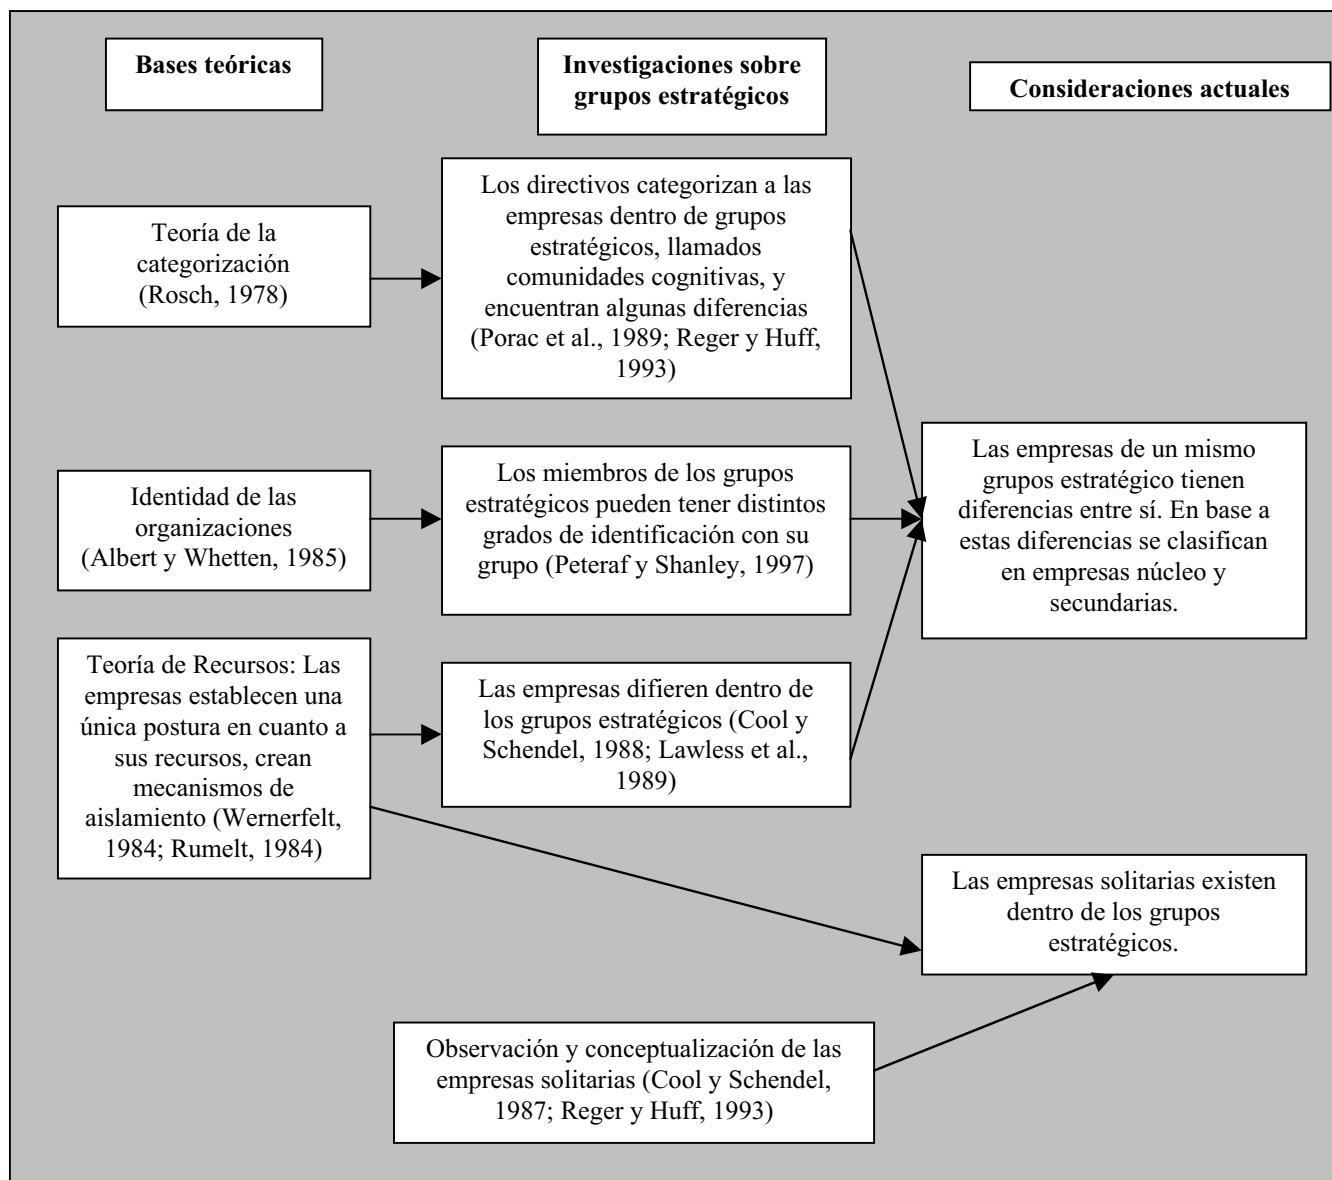 Bases teóricas
Investigaciones sobre
grupos estratégicos
Consideraciones actuales
Teoría de la
categorización
(Rosch, 1978)
Los directivos categorizan a las
empresas dentro de grupos
estratégicos, llamados
comunidades cognitivas, y
encuentran algunas diferencias
(Porac et al., 1989; Reger y Huff,
1993)
Identidad de las
organizaciones
(Albert y Whetten, 1985)
Los miembros de los grupos
estratégicos pueden tener distintos
grados de identificación con su
grupo (Peteraf y Shanley, 1997)
Las empresas de un mismo
grupos estratégico tienen
diferencias entre sí. En base a
estas diferencias se clasifican
en empresas núcleo y
secundarias.
Teoría de Recursos: Las
empresas establecen una
única postura en cuanto a
sus recursos, crean
mecanismos de
aislamiento (Wernerfelt,
1984; Rumelt, 1984)
Las empresas difieren dentro de
los grupos estratégicos (Cool y
Schendel, 1988; Lawless et al.,
1989)
Las empresas solitarias existen
dentro de los grupos
estratégicos.
Observación y conceptualización de las
empresas solitarias (Cool y Schendel,
1987; Reger y Huff, 1993)